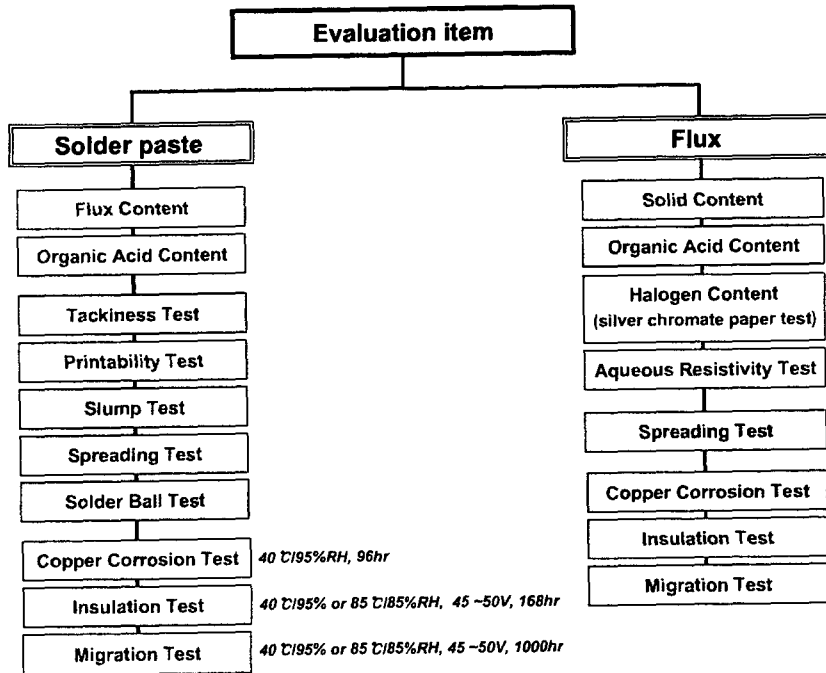 Evaluation item
Solder paste
Flux Content
Organic Acid Content
Tackiness Test
Printability Test
Slump Test
Spreading Test
Solder Ball Test
Copper Corrosion Test 40 ℃/95%RH, 96hr
Insulation Test 40 ℃/95% or 85 ℃/85%RH, 45 ~50V, 168hr
Migration Test 40 ℃/95% or 85 ℃/85%RH, 45 ~50V, 1000hr
Flux
Solid Content
Organic Acid Content
Halogen Content
(silver chromate paper test)
Aqueous Resistivity Test
Spreading Test
Copper Corrosion Test
Insulation Test
Migration Test